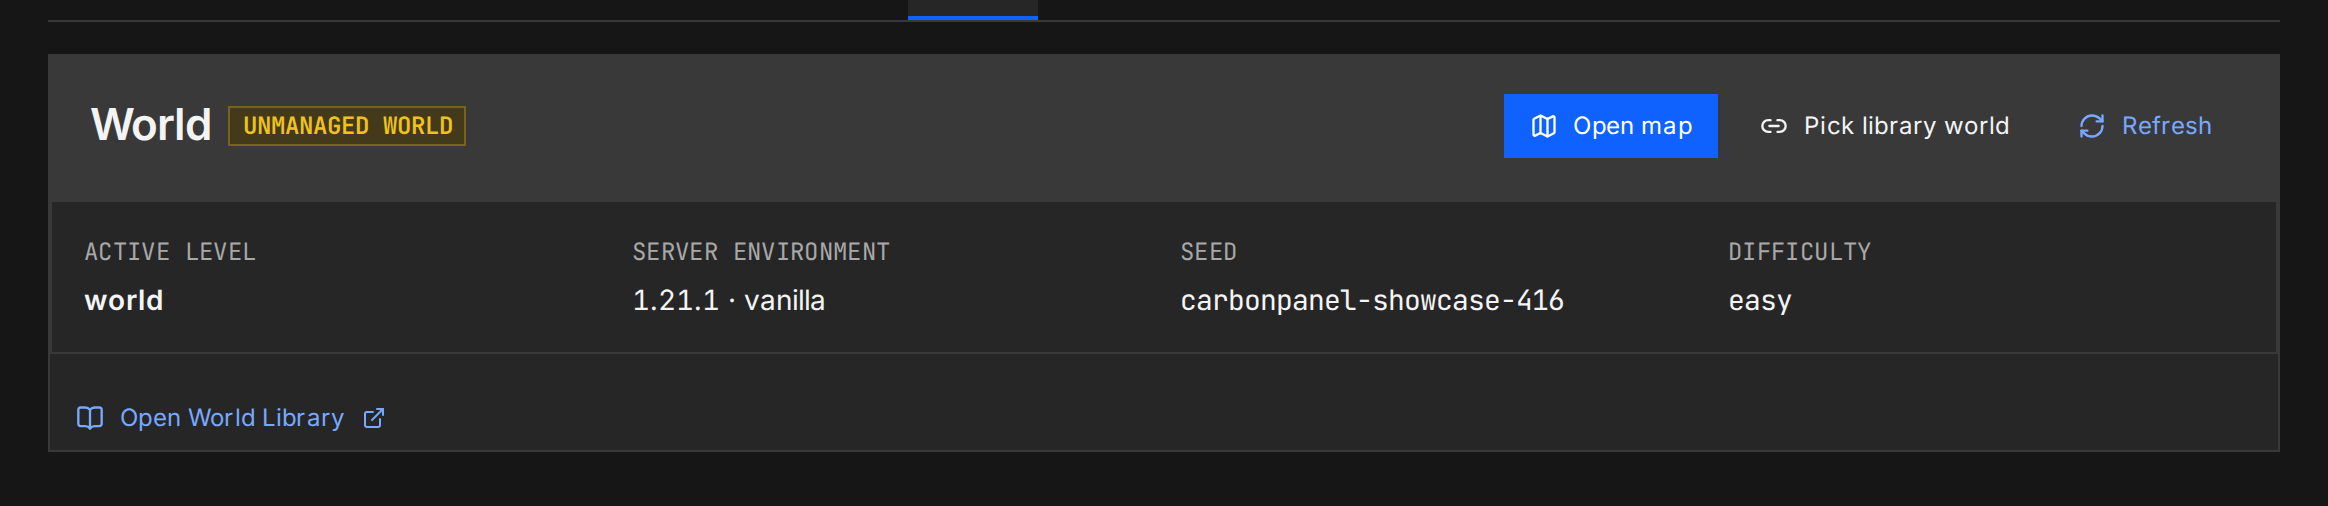 World UNMANAGED WORLD Open map Pick library world Refresh
ACTIVE LEVEL SERVER ENVIRONMENT SEED DIFFICULTY
world 1.21.1 · vanilla carbonpanel-showcase-416 easy
Open World Library